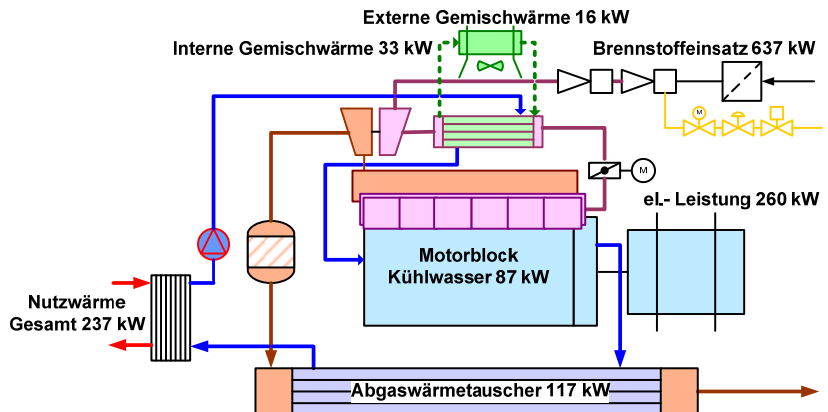 Externe Gemischwärme 16 kW
Interne Gemischwärme 33 kW
Brennstoffeinsatz 637 kW
M
M
el.- Leistung 260 kW
Motorblock
Kühlwasser 87 kW
Nutzwärme
Gesamt 237 kW
Abgaswärmetauscher 117 kW